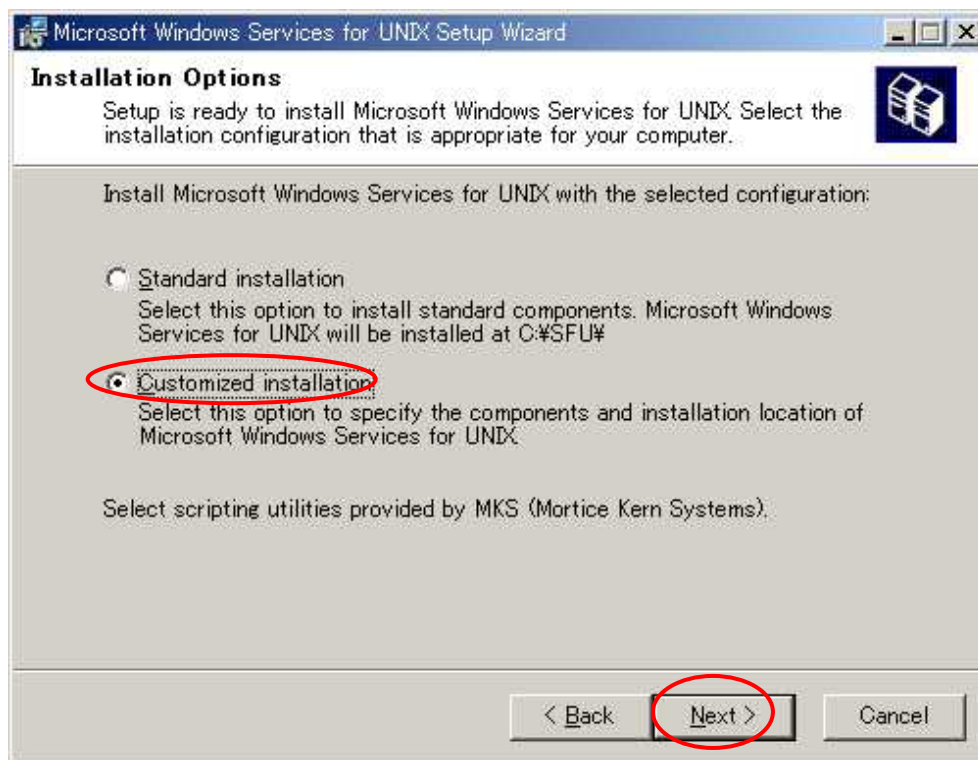 Microsoft Windows Services for UNIX Setup Wizard
Installation Options
Setup is ready to install Microsoft Windows Services for UNIX. Select the
installation configuration that is appropriate for your computer.
Install Microsoft Windows Services for UNIX with the selected configuration:
Standard installation
Select this option to install standard components. Microsoft Windows
Services for UNIX will be installed at C:¥SFU¥
Customized installation
Select this option to specify the components and installation location of
Microsoft Windows Services for UNIX.
Select scripting utilities provided by MKS (Mortice Kern Systems).
< Back
Next >
Cancel